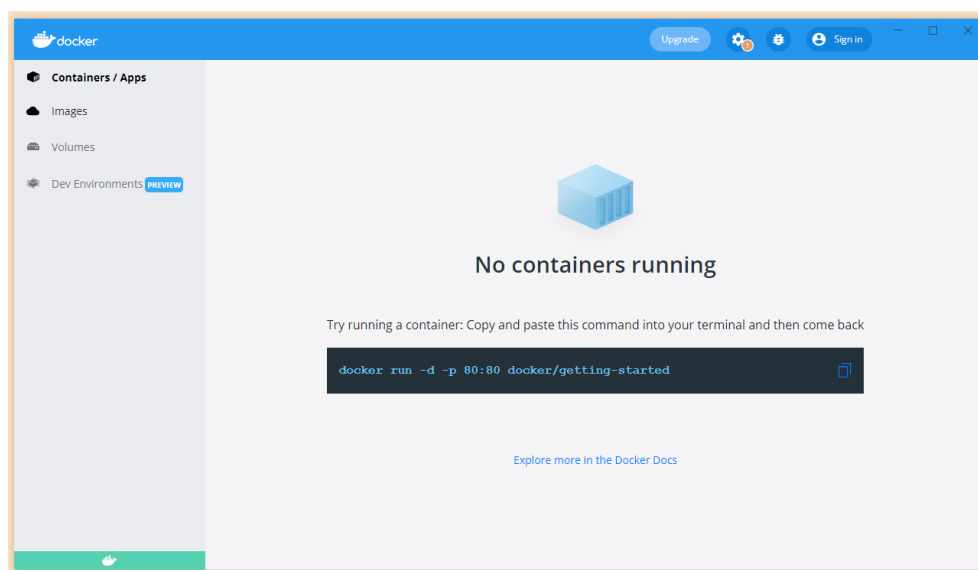 docker
Upgrade
Sign in
Containers / Apps
Images
Volumes
Dev Environments PREVIEW
No containers running
Try running a container: Copy and paste this command into your terminal and then come back
docker run -d -p 80:80 docker/getting-started
Explore more in the Docker Docs